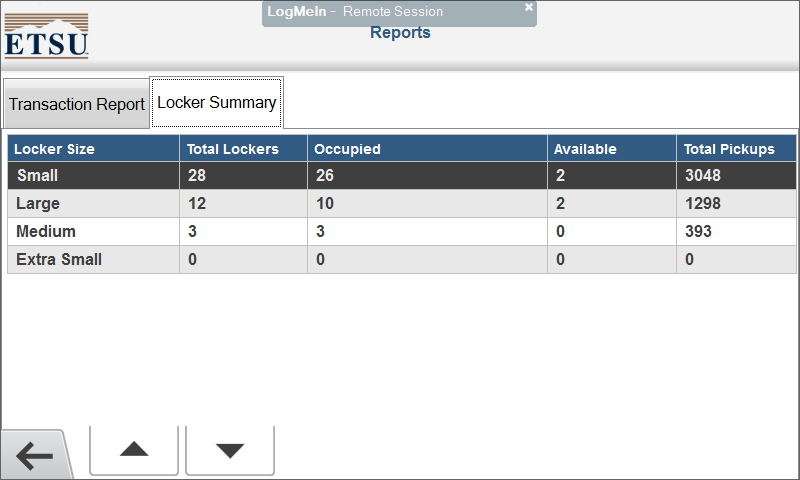 LogMeIn - Remote Session
ETSU
Reports
Transaction Report Locker Summary
Locker Size Total Lockers Occupied Available Total Pickups
Small 28 26 2 3048
Large 12 10 2 1298
Medium 3 3 0 393
Extra Small 0 0 0 0